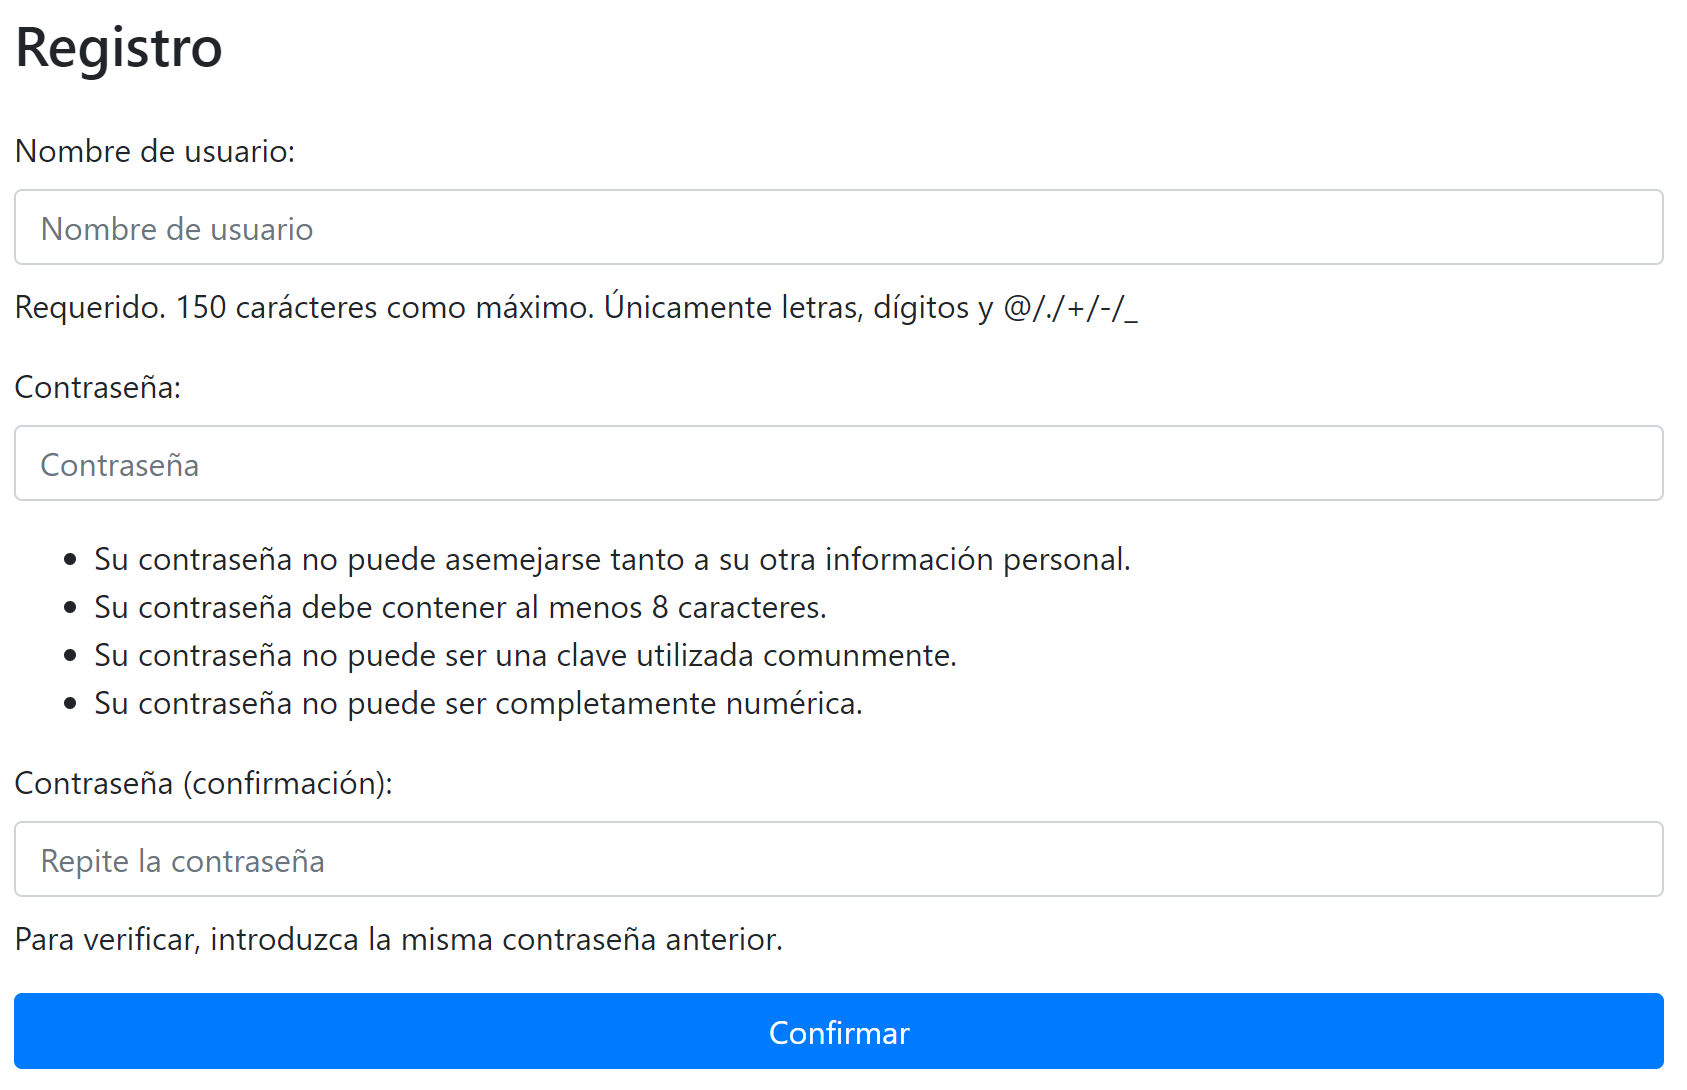 Registro
Nombre de usuario:
Nombre de usuario
Requerido. 150 carácteres como máximo. Únicamente letras, dígitos y @/./+/-/_
Contraseña:
Contraseña
• Su contraseña no puede asemejarse tanto a su otra información personal.
• Su contraseña debe contener al menos 8 caracteres.
• Su contraseña no puede ser una clave utilizada comunmente.
• Su contraseña no puede ser completamente numérica.
Contraseña (confirmación):
Repite la contraseña
Para verificar, introduzca la misma contraseña anterior.
Confirmar